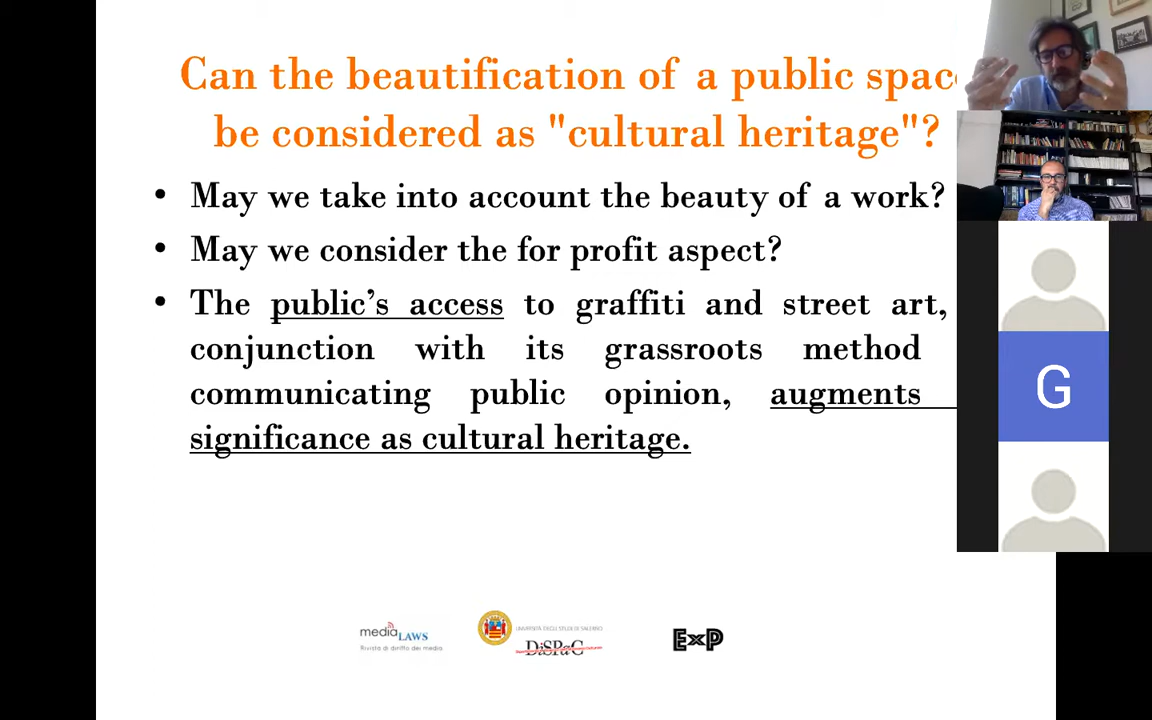 Can the beautification of a public spac
be considered as "cultural heritage"?
• May we take into account the beauty of a work?
• May we consider the for profit aspect?
• The public’s access to graffiti and street art,
conjunction with its grassroots method
communicating public opinion, augments
significance as cultural heritage.
G
media LAWS
Rivista di diritto dei media
UNIVERSITÀ DEGLI STUDI DI SALERNO
DiSPaC
ExP